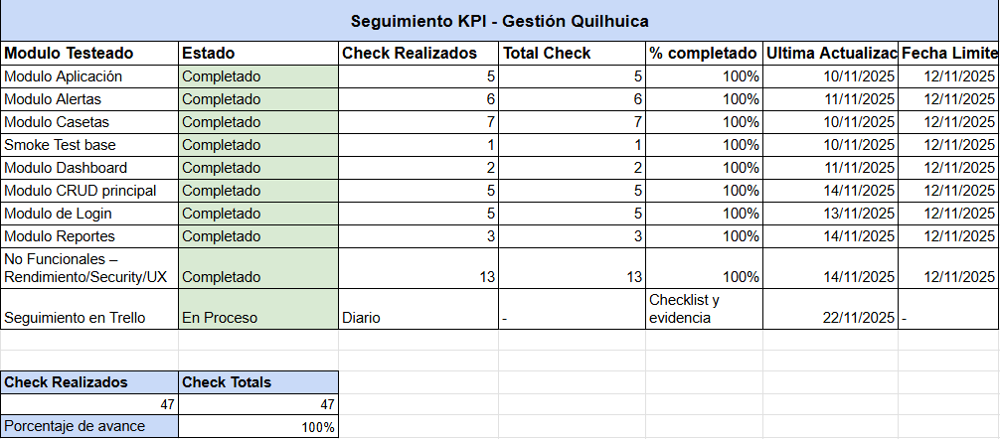 Seguimiento KPI - Gestión Quilhuica
Modulo Testeado Estado Check Realizados Total Check % completado Ultima Actualizac Fecha Limite
Modulo Aplicación Completado 5 5 100% 10/11/2025 12/11/2025
Modulo Alertas Completado 6 6 100% 11/11/2025 12/11/2025
Modulo Casetas Completado 7 7 100% 10/11/2025 12/11/2025
Smoke Test base Completado 1 1 100% 10/11/2025 12/11/2025
Modulo Dashboard Completado 2 2 100% 11/11/2025 12/11/2025
Modulo CRUD principal Completado 5 5 100% 14/11/2025 12/11/2025
Modulo de Login Completado 5 5 100% 13/11/2025 12/11/2025
Modulo Reportes Completado 3 3 100% 14/11/2025 12/11/2025
No Funcionales –
Rendimiento/Security/UX Completado 13 13 100% 14/11/2025 12/11/2025
Checklist y
Seguimiento en Trello En Proceso Diario - evidencia 22/11/2025 -
Check Realizados Check Totals
47 47
Porcentaje de avance 100%